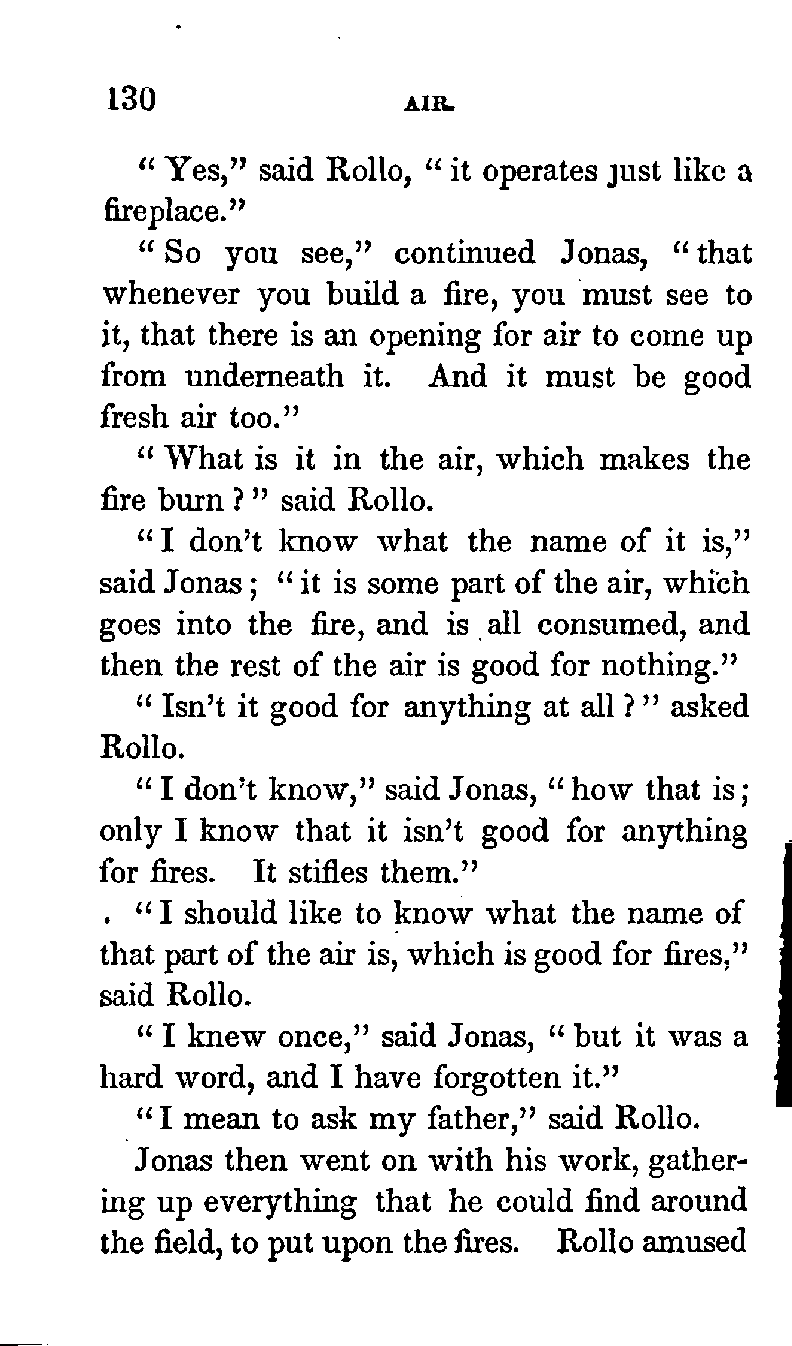 130 AIR.
“ Yes,” said Rollo, “ it operates just like a
fireplace.”
“ So you see,” continued Jonas, “ that
whenever you build a fire, you must see to
it, that there is an opening for air to come up
from underneath it. And it must be good
fresh air too.”
“ What is it in the air, which makes the
fire burn ? ” said Rollo.
“ I don’t know what the name of it is,”
said Jonas ; “ it is some part of the air, which
goes into the fire, and is all consumed, and
then the rest of the air is good for nothing.”
“ Isn’t it good for anything at all ? ” asked
Rollo.
“ I don’t know,” said Jonas, “ how that is ;
only I know that it isn’t good for anything
for fires. It stifles them.”
“ I should like to know what the name of
that part of the air is, which is good for fires,”
said Rollo.
“ I knew once,” said Jonas, “ but it was a
hard word, and I have forgotten it.”
“ I mean to ask my father,” said Rollo.
Jonas then went on with his work, gather-
ing up everything that he could find around
the field, to put upon the fires. Rollo amused